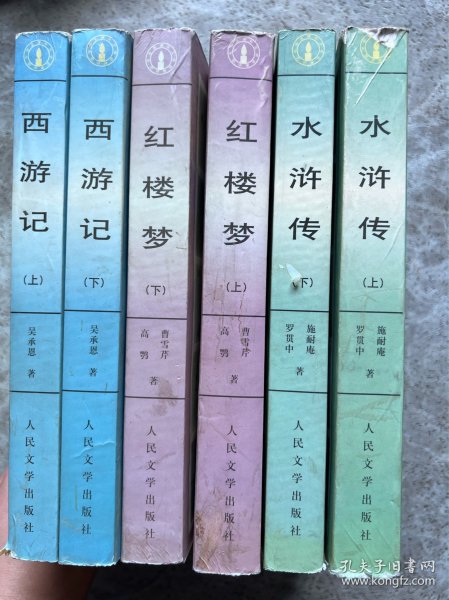 西游记
（上）
吴承恩 著
人民文学出版社
西游记
（下）
吴承恩 著
人民文学出版社
红楼梦
（下）
曹雪芹
高鹗 著
人民文学出版社
红楼梦
（上）
曹雪芹
高鹗 著
人民文学出版社
水浒传
（下）
施耐庵
罗贯中 著
人民文学出版社
水浒传
（上）
施耐庵
罗贯中 著
人民文学出版社
孔夫子旧书网
www.kongfz.com